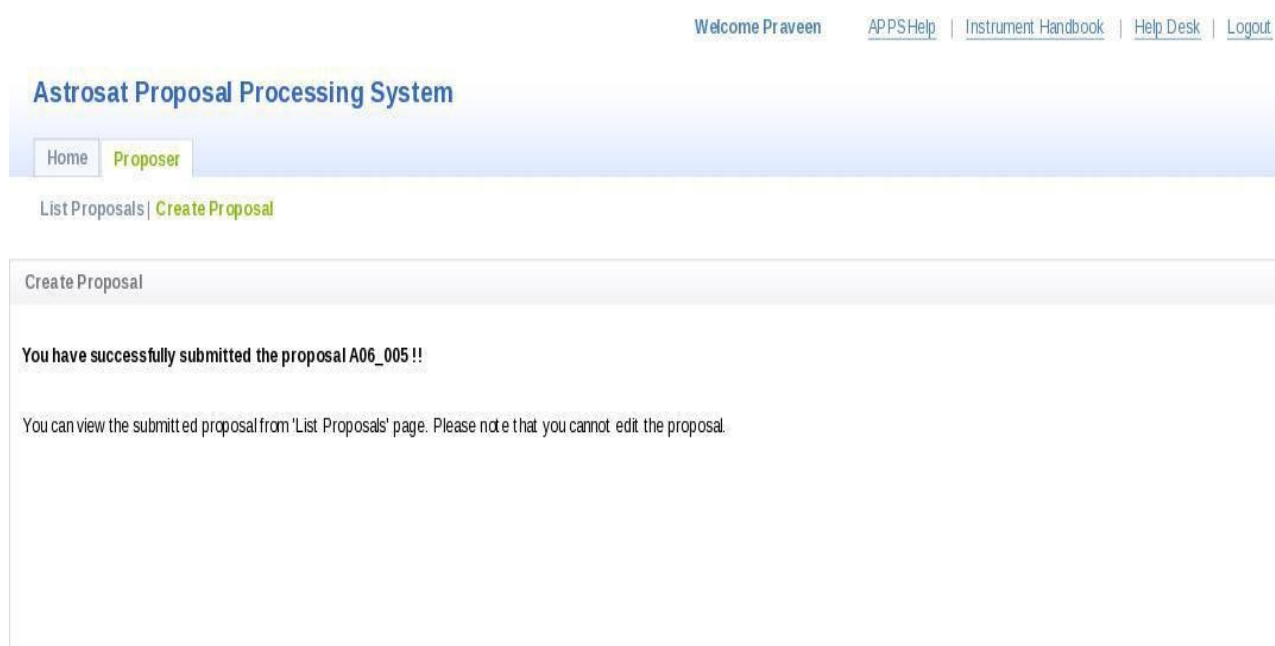 Welcome Praveen APPS Help | Instrument Handbook | Help Desk | Logout
Astrosat Proposal Processing System
Home Proposer
List Proposals | Create Proposal
Create Proposal
You have successfully submitted the proposal A06_005 !!
You can view the submitted proposal from 'List Proposals' page. Please note that you cannot edit the proposal.